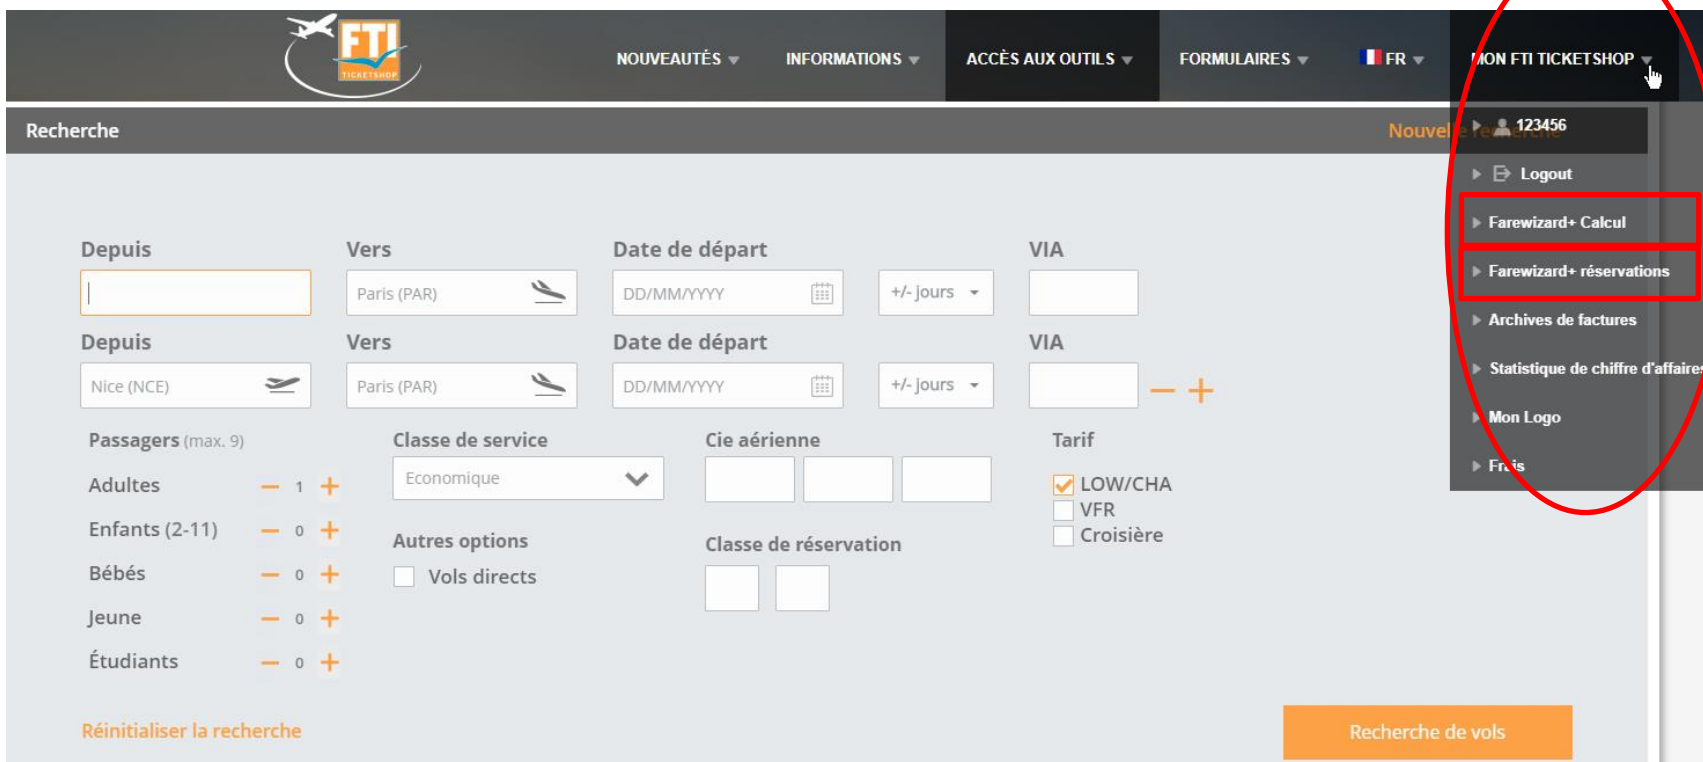 FTI
TICKETSHOP
NOUVEAUTÉS INFORMATIONS ACCÈS AUX OUTILS FORMULAIRES FR MON FTI TICKETSHOP
Recherche Nouvelle recherche
123456
Logout
Farewizard+ Calcul
Farewizard+ réservations
Archives de factures
Statistique de chiffre d'affaires
Mon Logo
Frais
Depuis Vers Date de départ VIA
Paris (PAR) DD/MM/YYYY +/- jours
Depuis Vers Date de départ VIA
Nice (NCE) Paris (PAR) DD/MM/YYYY +/- jours
Passagers (max. 9) Classe de service Cie aérienne Tarif
Adultes 1 Economique LOW/CHA
VFR
Enfants (2-11) 0 Autres options Classe de réservation Croisière
Bébés 0 Vols directs
Jeune 0
Étudiants 0
Réinitialiser la recherche Recherche de vols